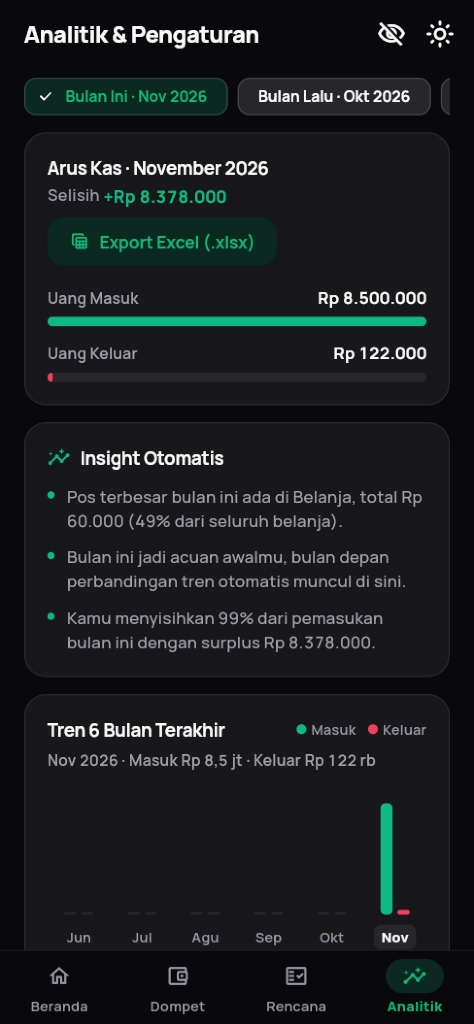 Analitik & Pengaturan
Bulan Ini · Nov 2026
Bulan Lalu · Okt 2026
Arus Kas · November 2026
Selisih +Rp 8.378.000
Export Excel (.xlsx)
Uang Masuk Rp 8.500.000
Uang Keluar Rp 122.000
Insight Otomatis
Pos terbesar bulan ini ada di Belanja, total Rp
60.000 (49% dari seluruh belanja).
Bulan ini jadi acuan awalmu, bulan depan
perbandingan tren otomatis muncul di sini.
Kamu menyisihkan 99% dari pemasukan
bulan ini dengan surplus Rp 8.378.000.
Tren 6 Bulan Terakhir
Masuk Keluar
Nov 2026 · Masuk Rp 8,5 jt · Keluar Rp 122 rb
Jun Jul Agu Sep Okt Nov
Beranda Dompet Rencana Analitik